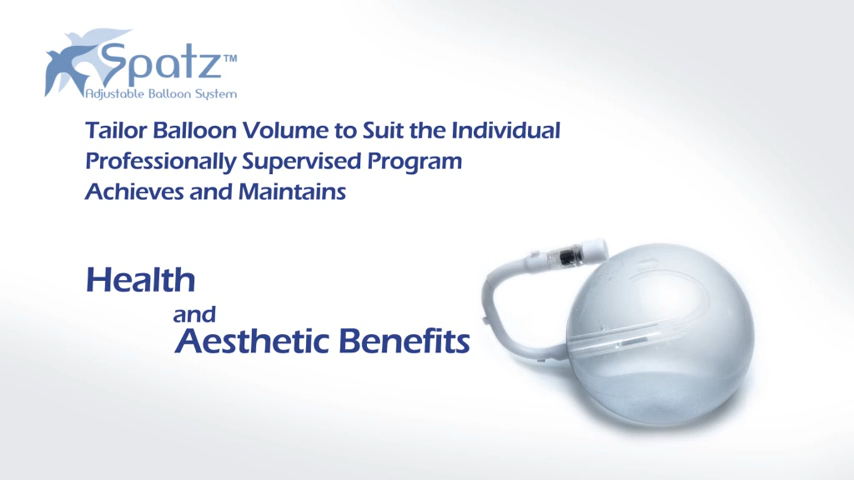 Spatz™
Adjustable Balloon System
Tailor Balloon Volume to Suit the Individual
Professionally Supervised Program
Achieves and Maintains
Health
and
Aesthetic Benefits